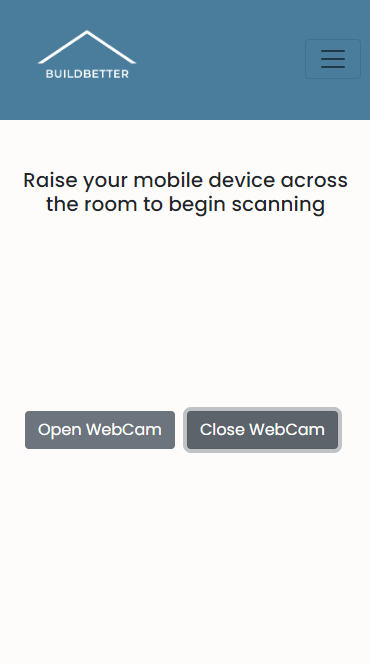 BUILDBETTER
Raise your mobile device across
the room to begin scanning
Open WebCam
Close WebCam